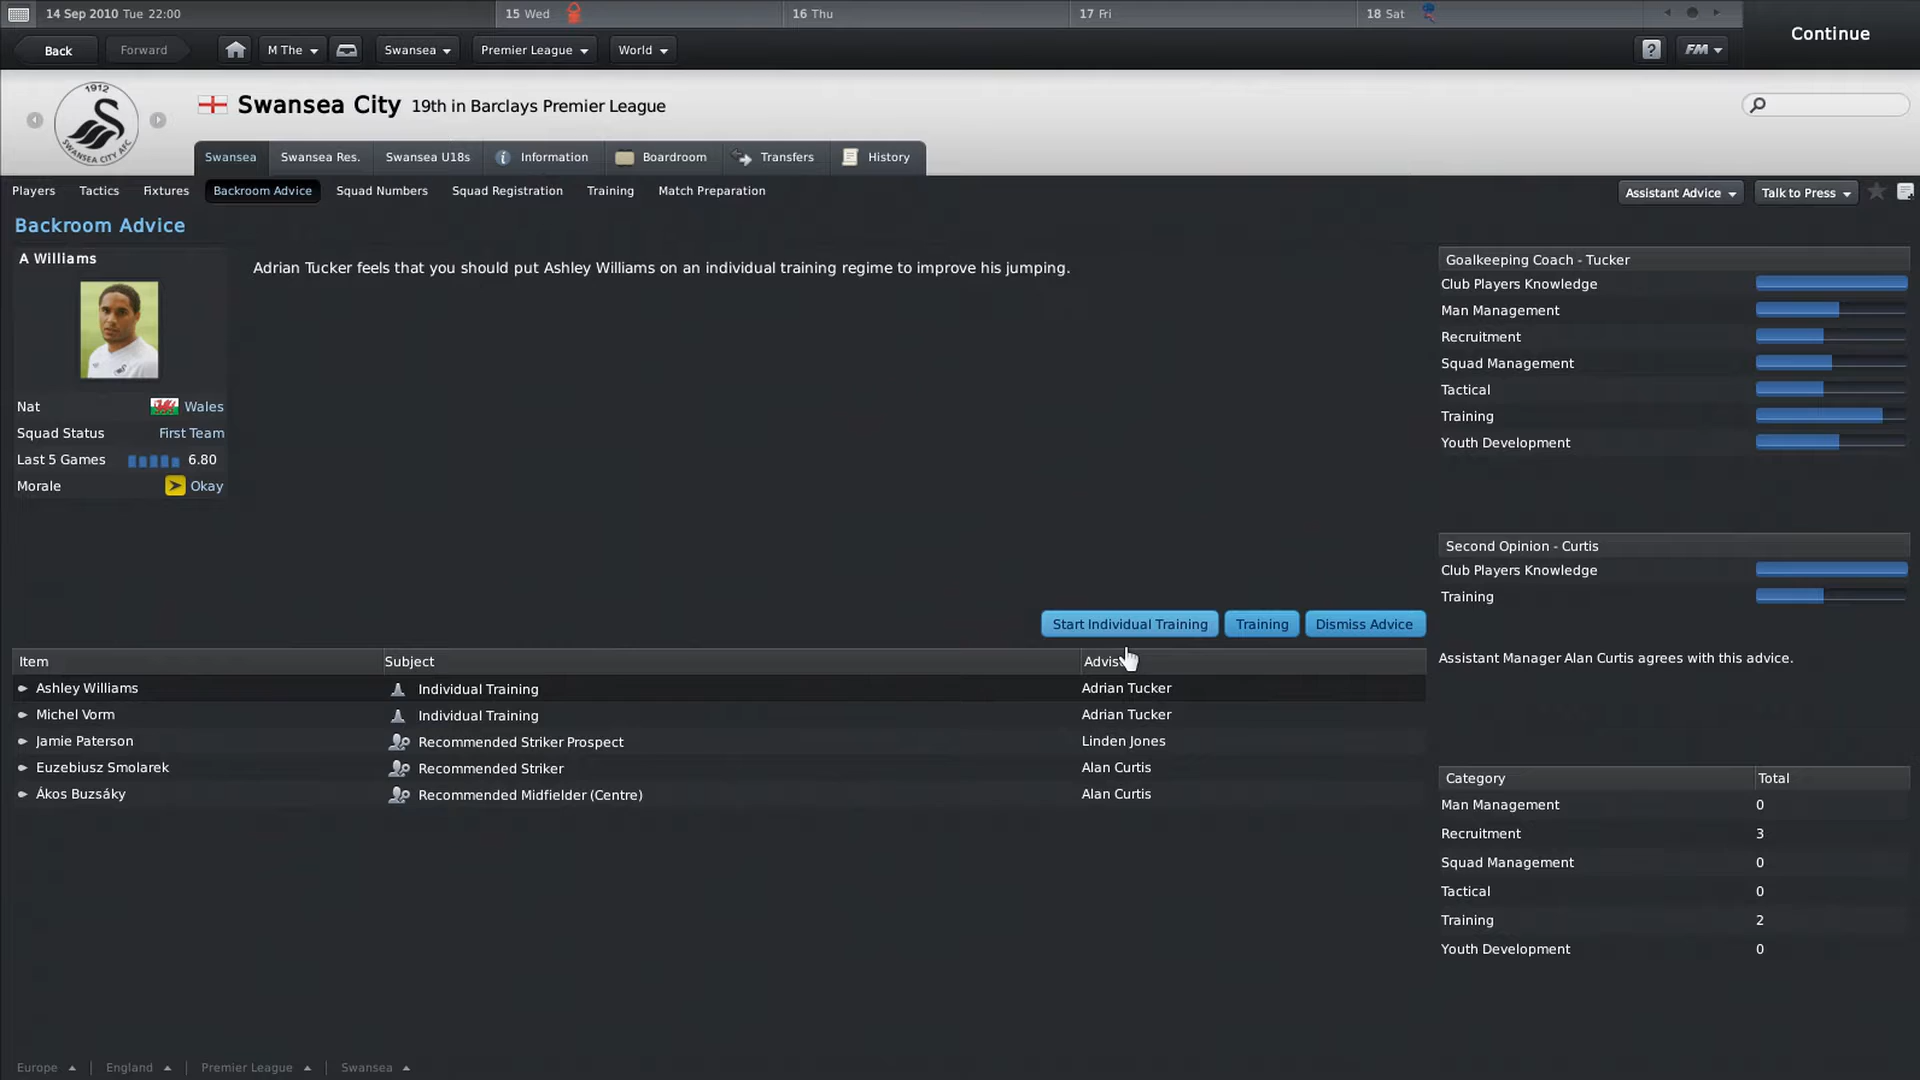 14 Sep 2010 Tue 22:00 15 Wed 16 Thu 17 Fri 18 Sat
Continue
Back Forward M The Swansea Premier League World ? FM
1912
SWANSEA CITY AFC
Swansea City 19th in Barclays Premier League
Swansea Swansea Res. Swansea U18s Information Boardroom Transfers History
Players Tactics Fixtures Backroom Advice Squad Numbers Squad Registration Training Match Preparation Assistant Advice Talk to Press
Backroom Advice
A Williams
Adrian Tucker feels that you should put Ashley Williams on an individual training regime to improve his jumping.
Nat Wales
Squad Status First Team
Last 5 Games 6.80
Morale Okay
Goalkeeping Coach - Tucker
Club Players Knowledge
Man Management
Recruitment
Squad Management
Tactical
Training
Youth Development
Second Opinion - Curtis
Club Players Knowledge
Training
Assistant Manager Alan Curtis agrees with this advice.
Start Individual Training Training Dismiss Advice
Item Subject
Ashley Williams Individual Training Adrian Tucker
Michel Vorm Individual Training Adrian Tucker
Jamie Paterson Recommended Striker Prospect Linden Jones
Euzebiusz Smolarek Recommended Striker Alan Curtis
Ákos Buzsáky Recommended Midfielder (Centre) Alan Curtis
Category Total
Man Management 0
Recruitment 3
Squad Management 0
Tactical 0
Training 2
Youth Development 0
Europe England Premier League Swansea